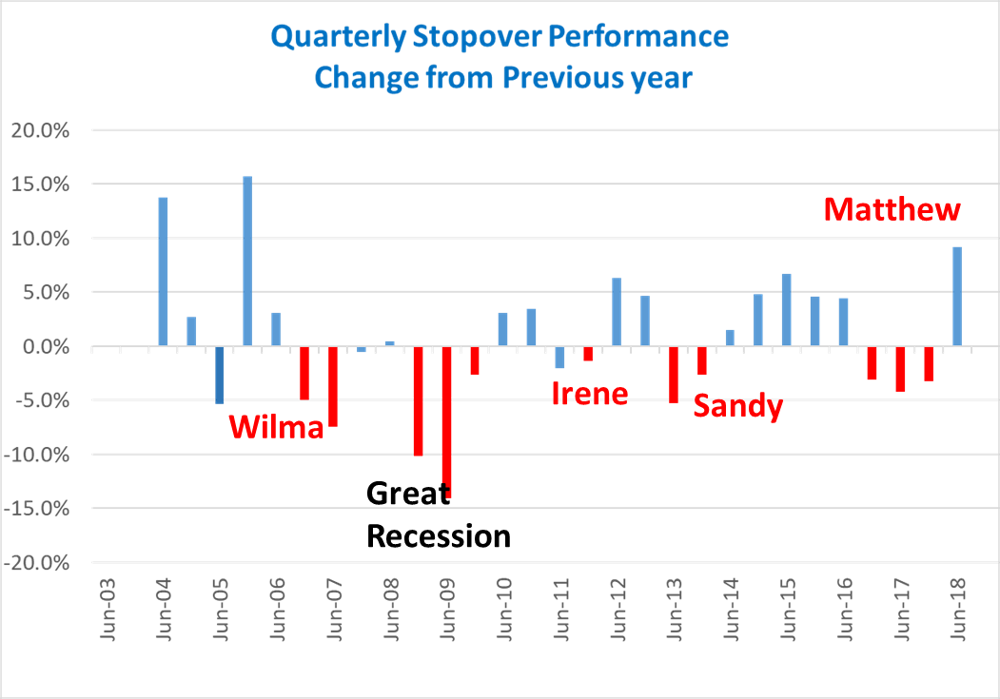 Quarterly Stopover Performance
Change from Previous year
20.0%
15.0%
Matthew
10.0%
5.0%
0.0%
Irene
-5.0%
Sandy
Wilma
-10.0%
Great
-15.0%
Recession
-20.0%
Jun-03
Jun-04
Jun-05
Jun-06
Jun-07
Jun-08
Jun-09
Jun-10
Jun-11
Jun-12
Jun-13
Jun-14
Jun-15
Jun-16
Jun-17
Jun-18